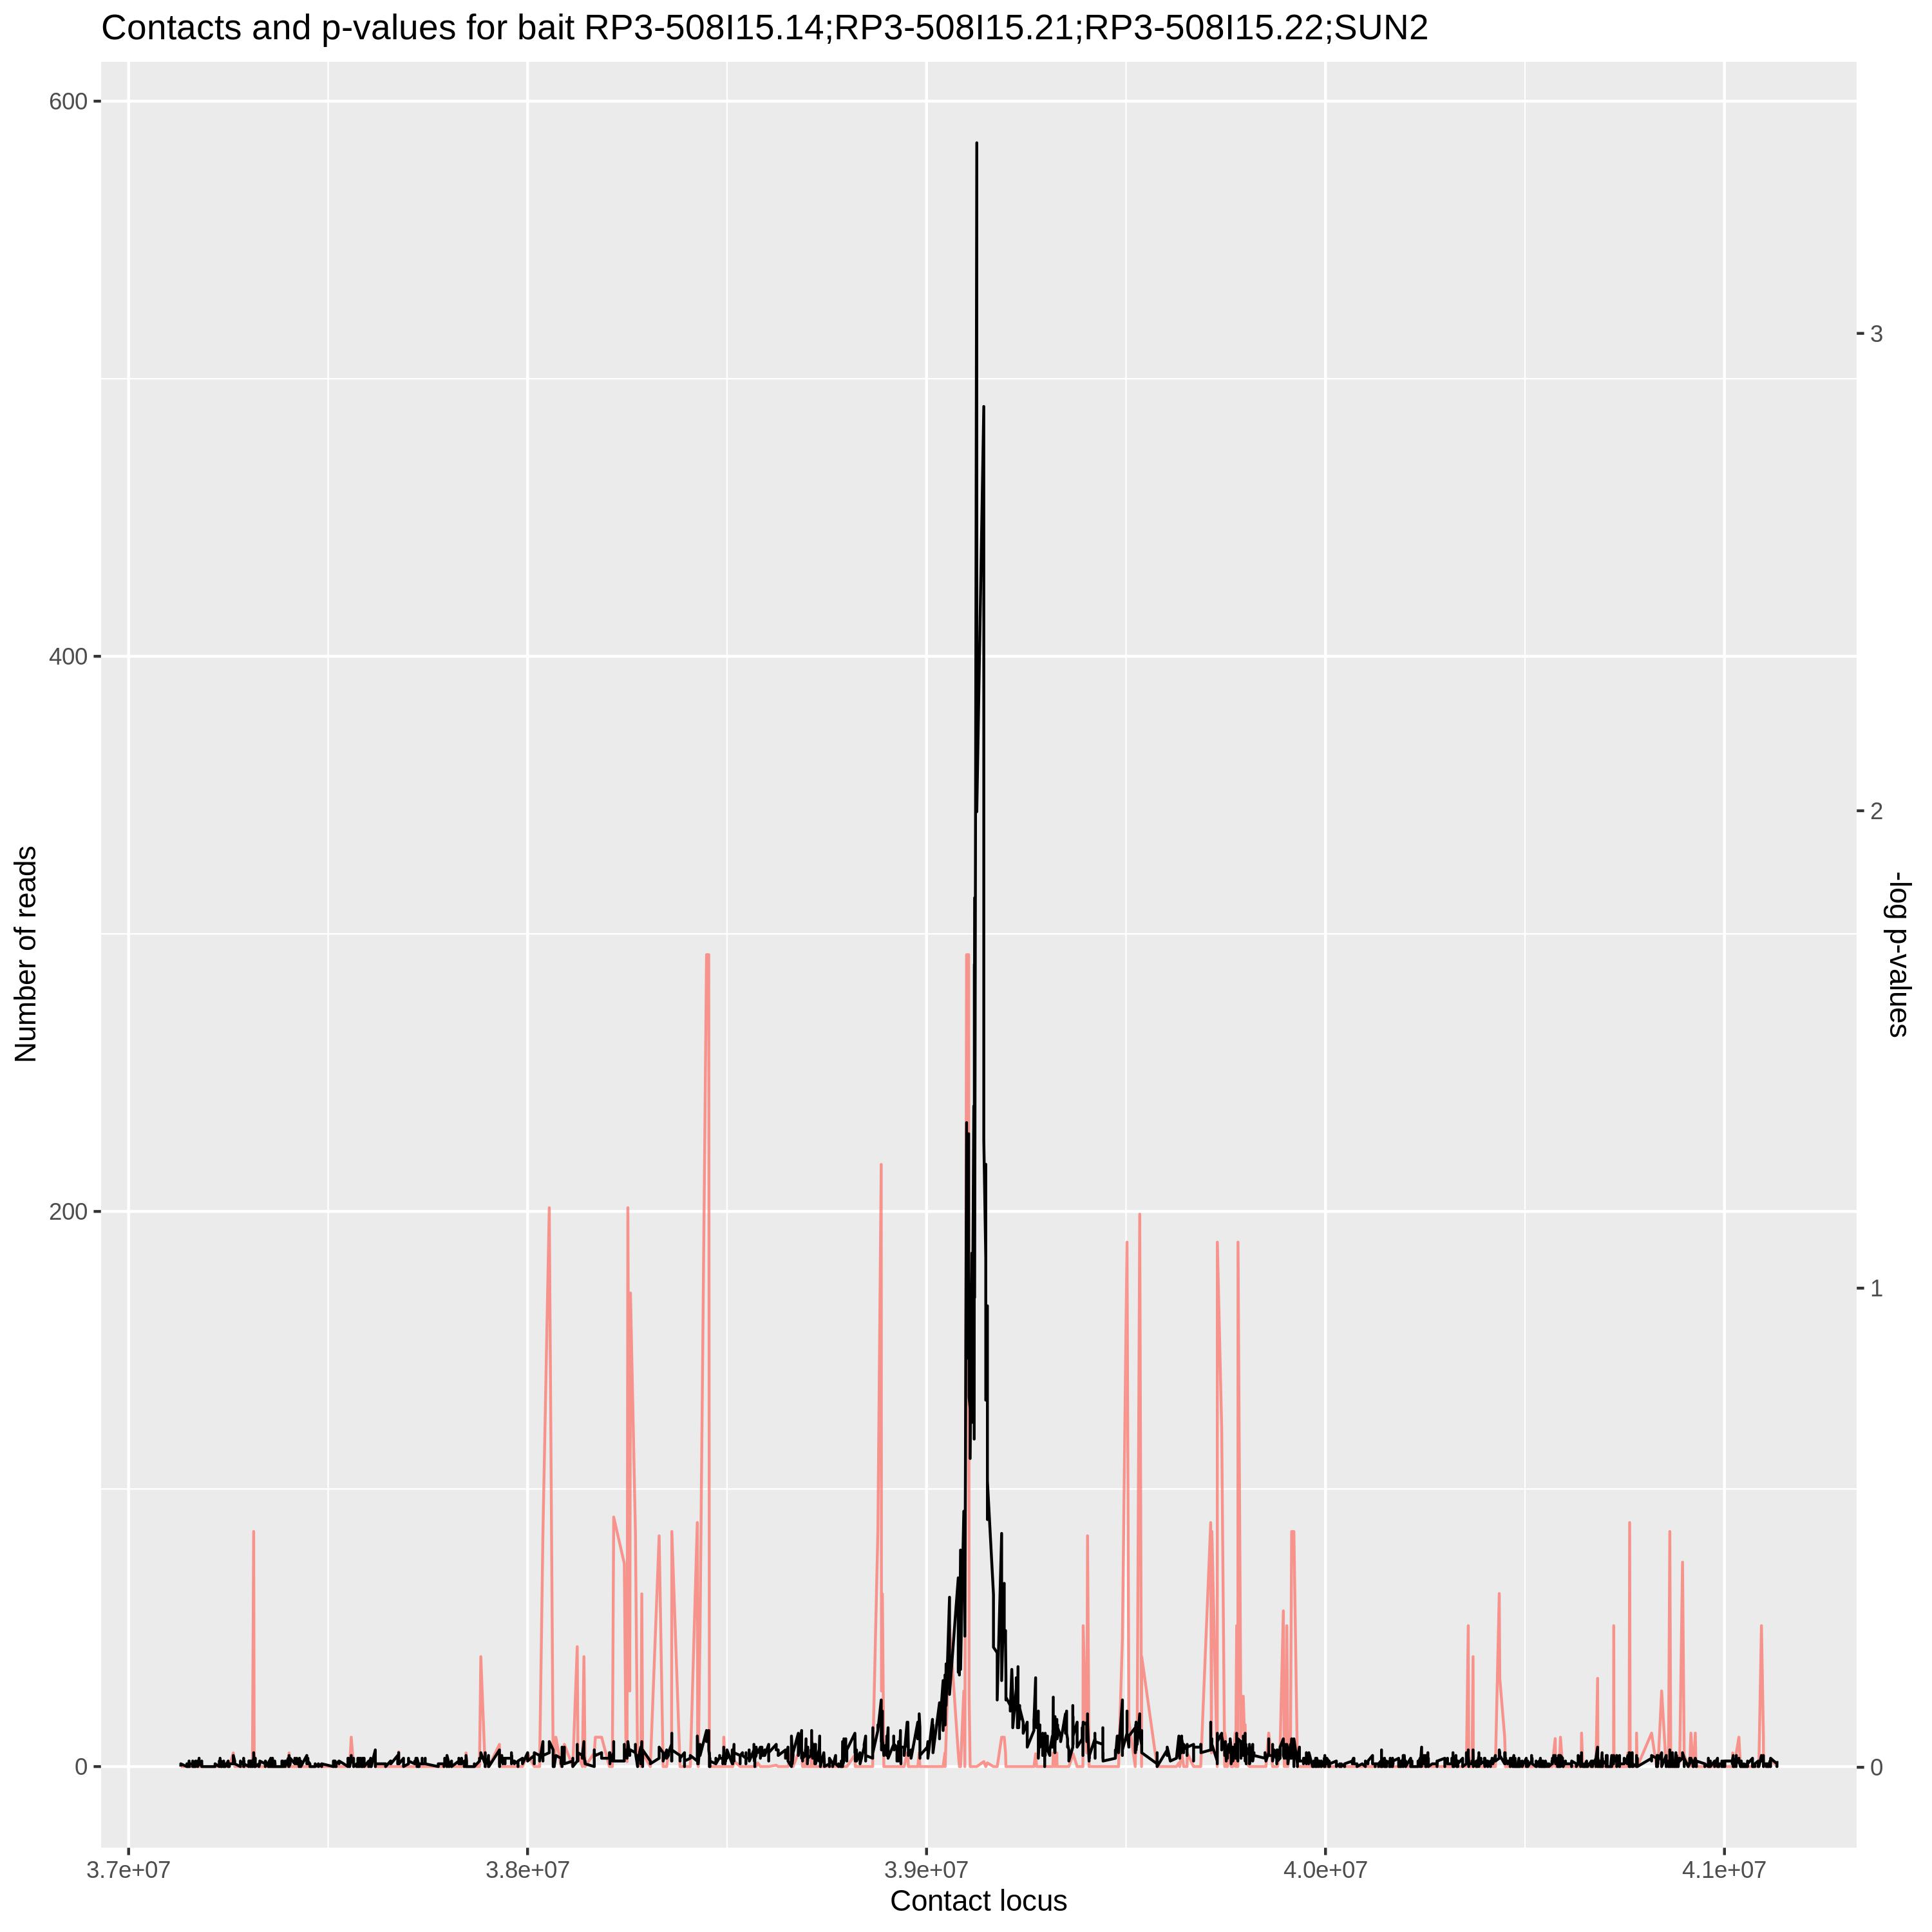 Contacts and p-values for bait RP3-508I15.14;RP3-508I15.21;RP3-508I15.22;SUN2
600
400
200
0
Number of reads
3
2
1
0
-log p-values
3.7e+07
3.8e+07
3.9e+07
4.0e+07
4.1e+07
Contact locus